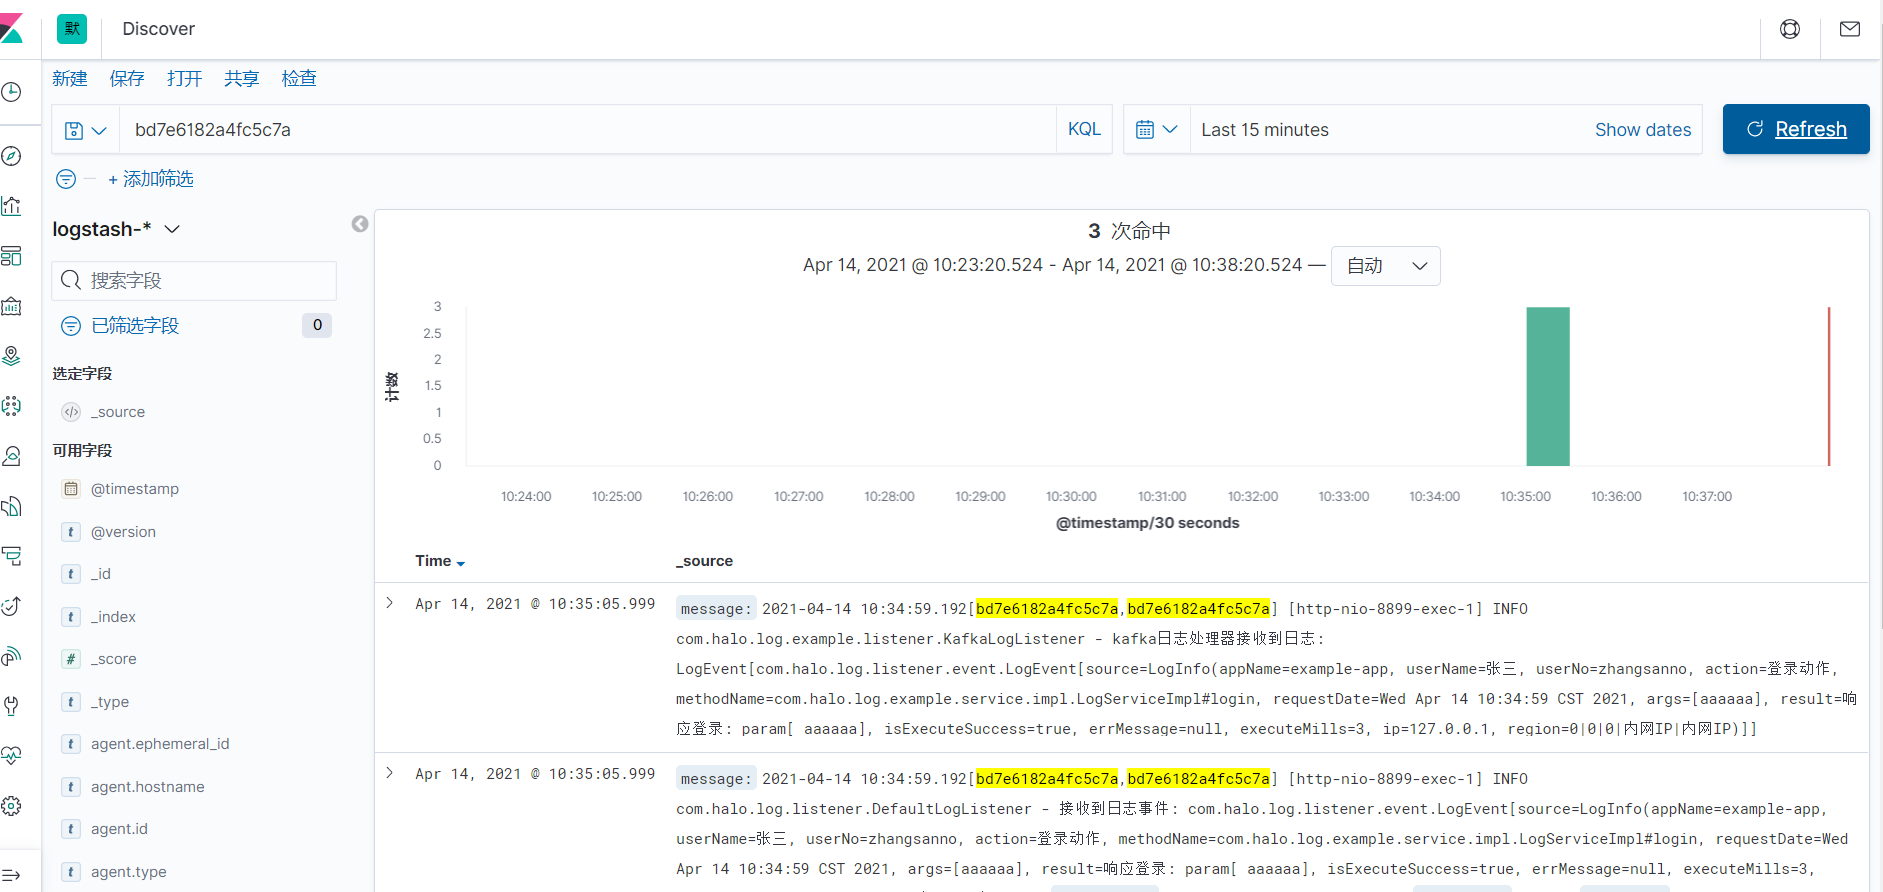 默 Discover
新建 保存 打开 共享 检查
bd7e6182a4fc5c7a KQL Last 15 minutes Show dates Refresh
+ 添加筛选
logstash-*
搜索字段
已筛选字段 0
选定字段
_source
可用字段
@timestamp
@version
_id
_index
_score
_type
agent.ephemeral_id
agent.hostname
agent.id
agent.type
3 次命中
Apr 14, 2021 @ 10:23:20.524 - Apr 14, 2021 @ 10:38:20.524 — 自动
计数
3
2.5
2
1.5
1
0.5
0
10:24:00 10:25:00 10:26:00 10:27:00 10:28:00 10:29:00 10:30:00 10:31:00 10:32:00 10:33:00 10:34:00 10:35:00 10:36:00 10:37:00
@timestamp/30 seconds
Time _source
Apr 14, 2021 @ 10:35:05.999 message: 2021-04-14 10:34:59.192[bd7e6182a4fc5c7a,bd7e6182a4fc5c7a] [http-nio-8899-exec-1] INFO
com.halo.log.example.listener.KafkaLogListener - kafka日志处理器接收到日志:
LogEvent[com.halo.log.listener.event.LogEvent[source=LogInfo(appName=example-app, userName=张三, userNo=zhangsanno, action=登录动作,
methodName=com.halo.log.example.service.impl.LogServiceImpl#login, requestDate=Wed Apr 14 10:34:59 CST 2021, args=[aaaaaa], result=响
应登录: param[ aaaaaa], isExecuteSuccess=true, errMessage=null, executeMills=3, ip=127.0.0.1, region=0|0|0|内网IP|内网IP)]]
Apr 14, 2021 @ 10:35:05.999 message: 2021-04-14 10:34:59.192[bd7e6182a4fc5c7a,bd7e6182a4fc5c7a] [http-nio-8899-exec-1] INFO
com.halo.log.listener.DefaultLogListener - 接收到日志事件: com.halo.log.listener.event.LogEvent[source=LogInfo(appName=example-app,
userName=张三, userNo=zhangsanno, action=登录动作, methodName=com.halo.log.example.service.impl.LogServiceImpl#login, requestDate=Wed
Apr 14 10:34:59 CST 2021, args=[aaaaaa], result=响应登录: param[ aaaaaa], isExecuteSuccess=true, errMessage=null, executeMills=3,